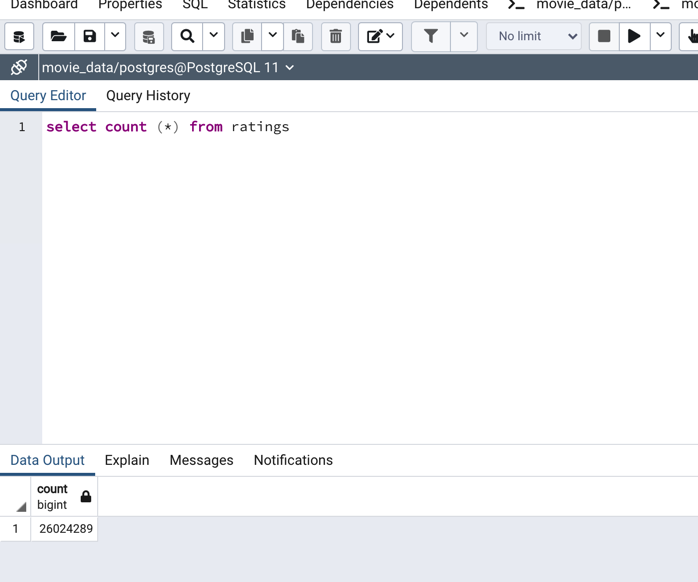 Dashboard Properties SQL Statistics Dependencies Dependents movie_data/p...
No limit
movie_data/postgres@PostgreSQL 11
Query Editor Query History
1 select count (*) from ratings
Data Output Explain Messages Notifications
count
bigint
1 26024289